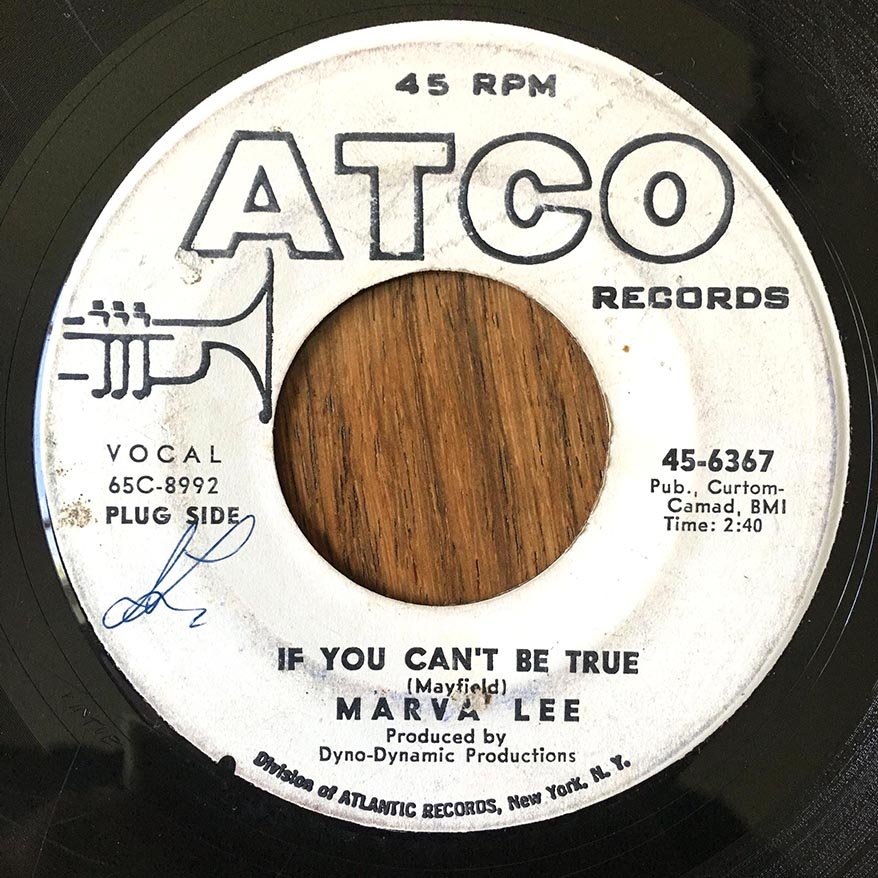 45 RPM
ATCO
RECORDS
VOCAL
65C-8992
PLUG SIDE
45-6367
Pub., Curtom-
Camad, BMI
Time: 2:40
IF YOU CAN'T BE TRUE
(Mayfield)
MARVA LEE
Produced by
Dyno-Dynamic Productions
Division of ATLANTIC RECORDS, New York, N. Y.